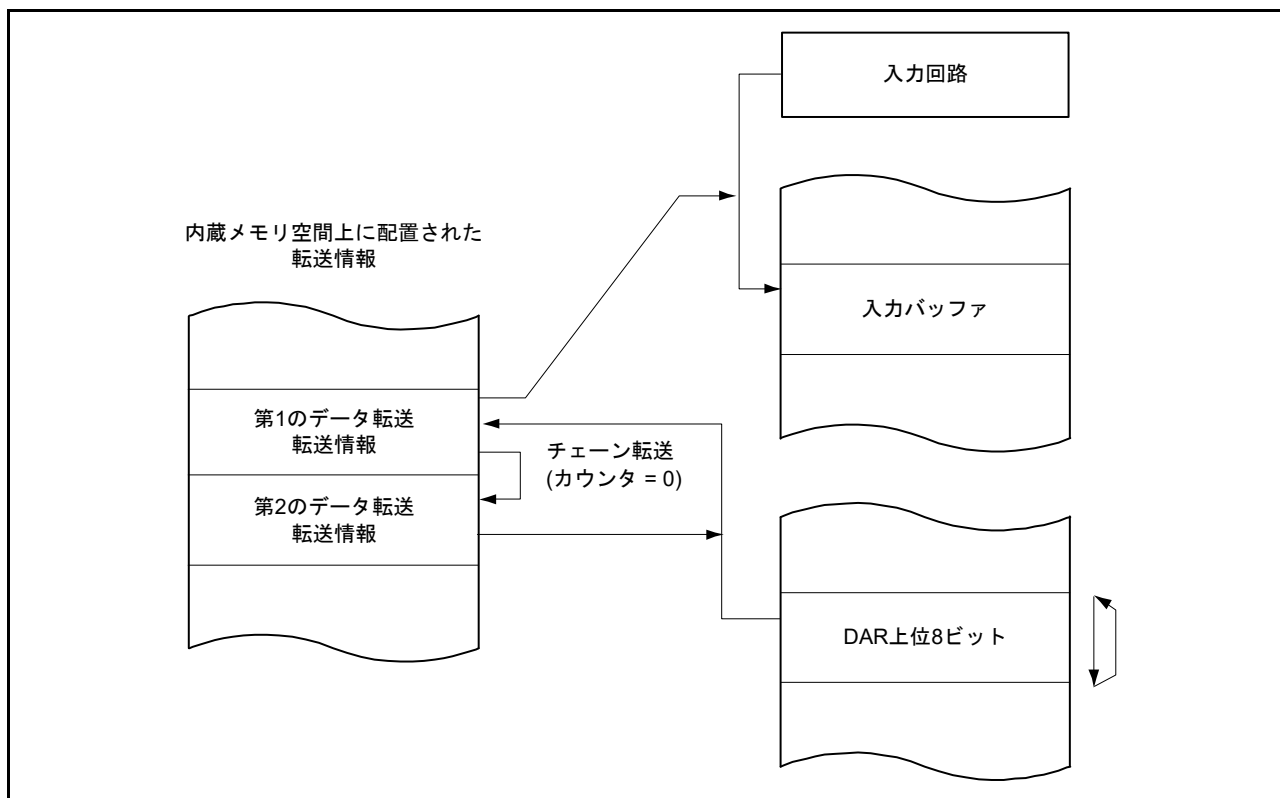 入力回路
内蔵メモリ空間上に配置された
転送情報
入力バッファ
第1のデータ転送
転送情報
チェーン転送
(カウンタ = 0)
第2のデータ転送
転送情報
DAR上位8ビット